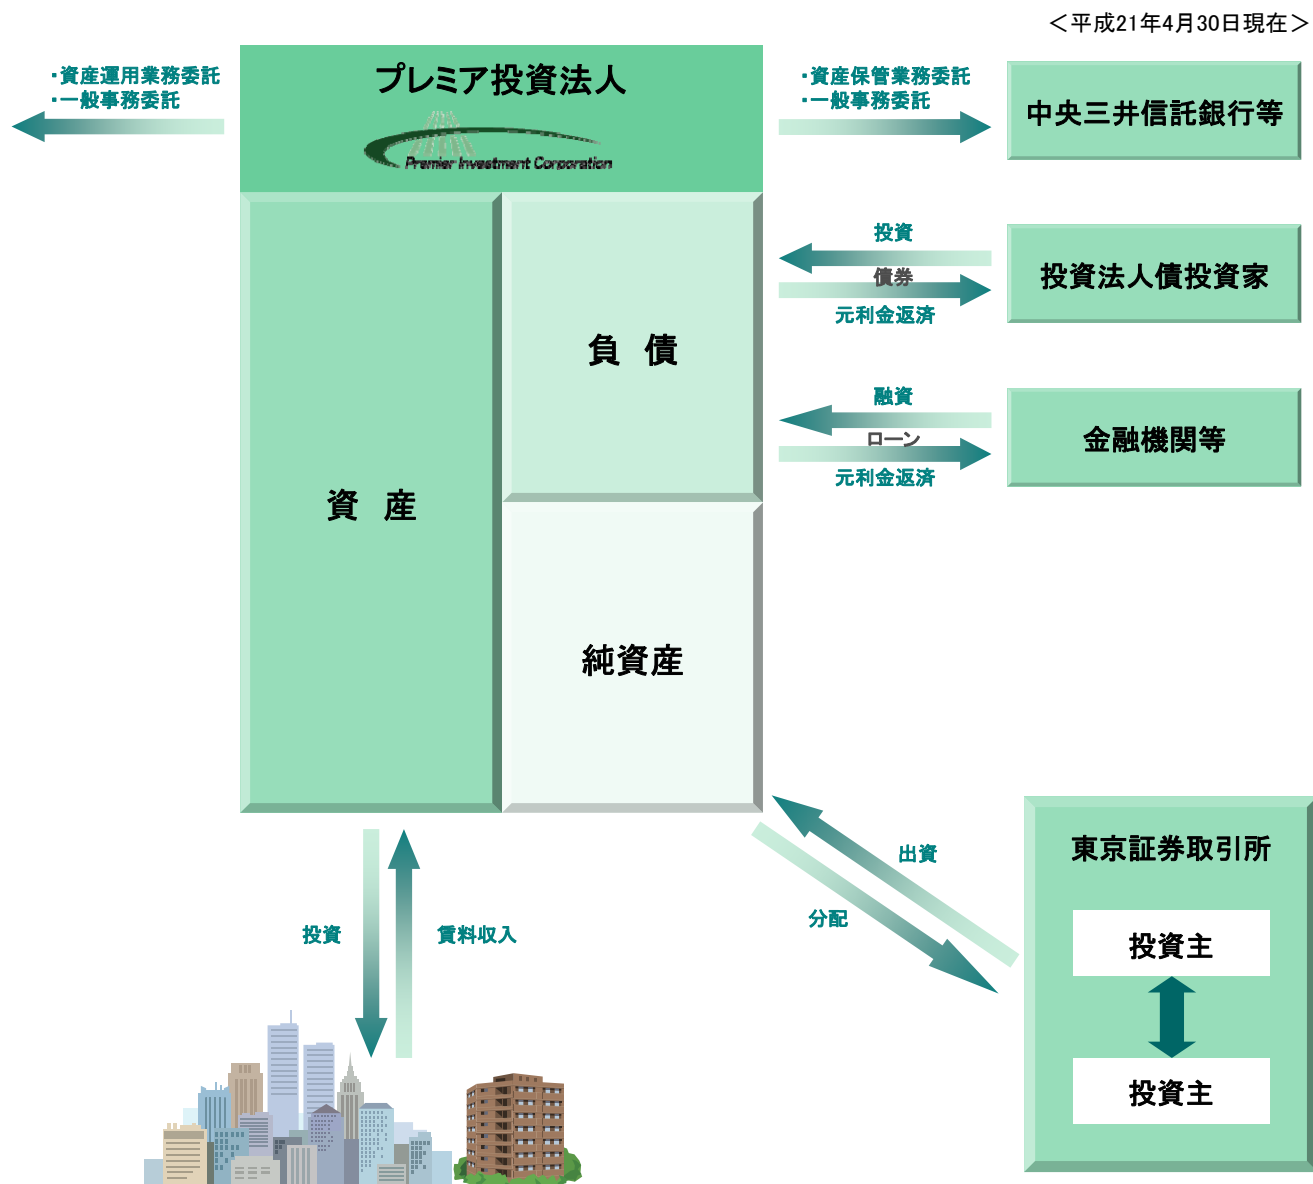 ＜平成21年4月30日現在＞
・資産運用業務委託
・一般事務委託
プレミア投資法人
Premier Investment Corporation
・資産保管業務委託
・一般事務委託
中央三井信託銀行等
投資
債券
元利金返済
投資法人債投資家
負 債
融資
ローン
元利金返済
金融機関等
資 産
純資産
東京証券取引所
出資
分配
投資
賃料収入
投資主
投資主